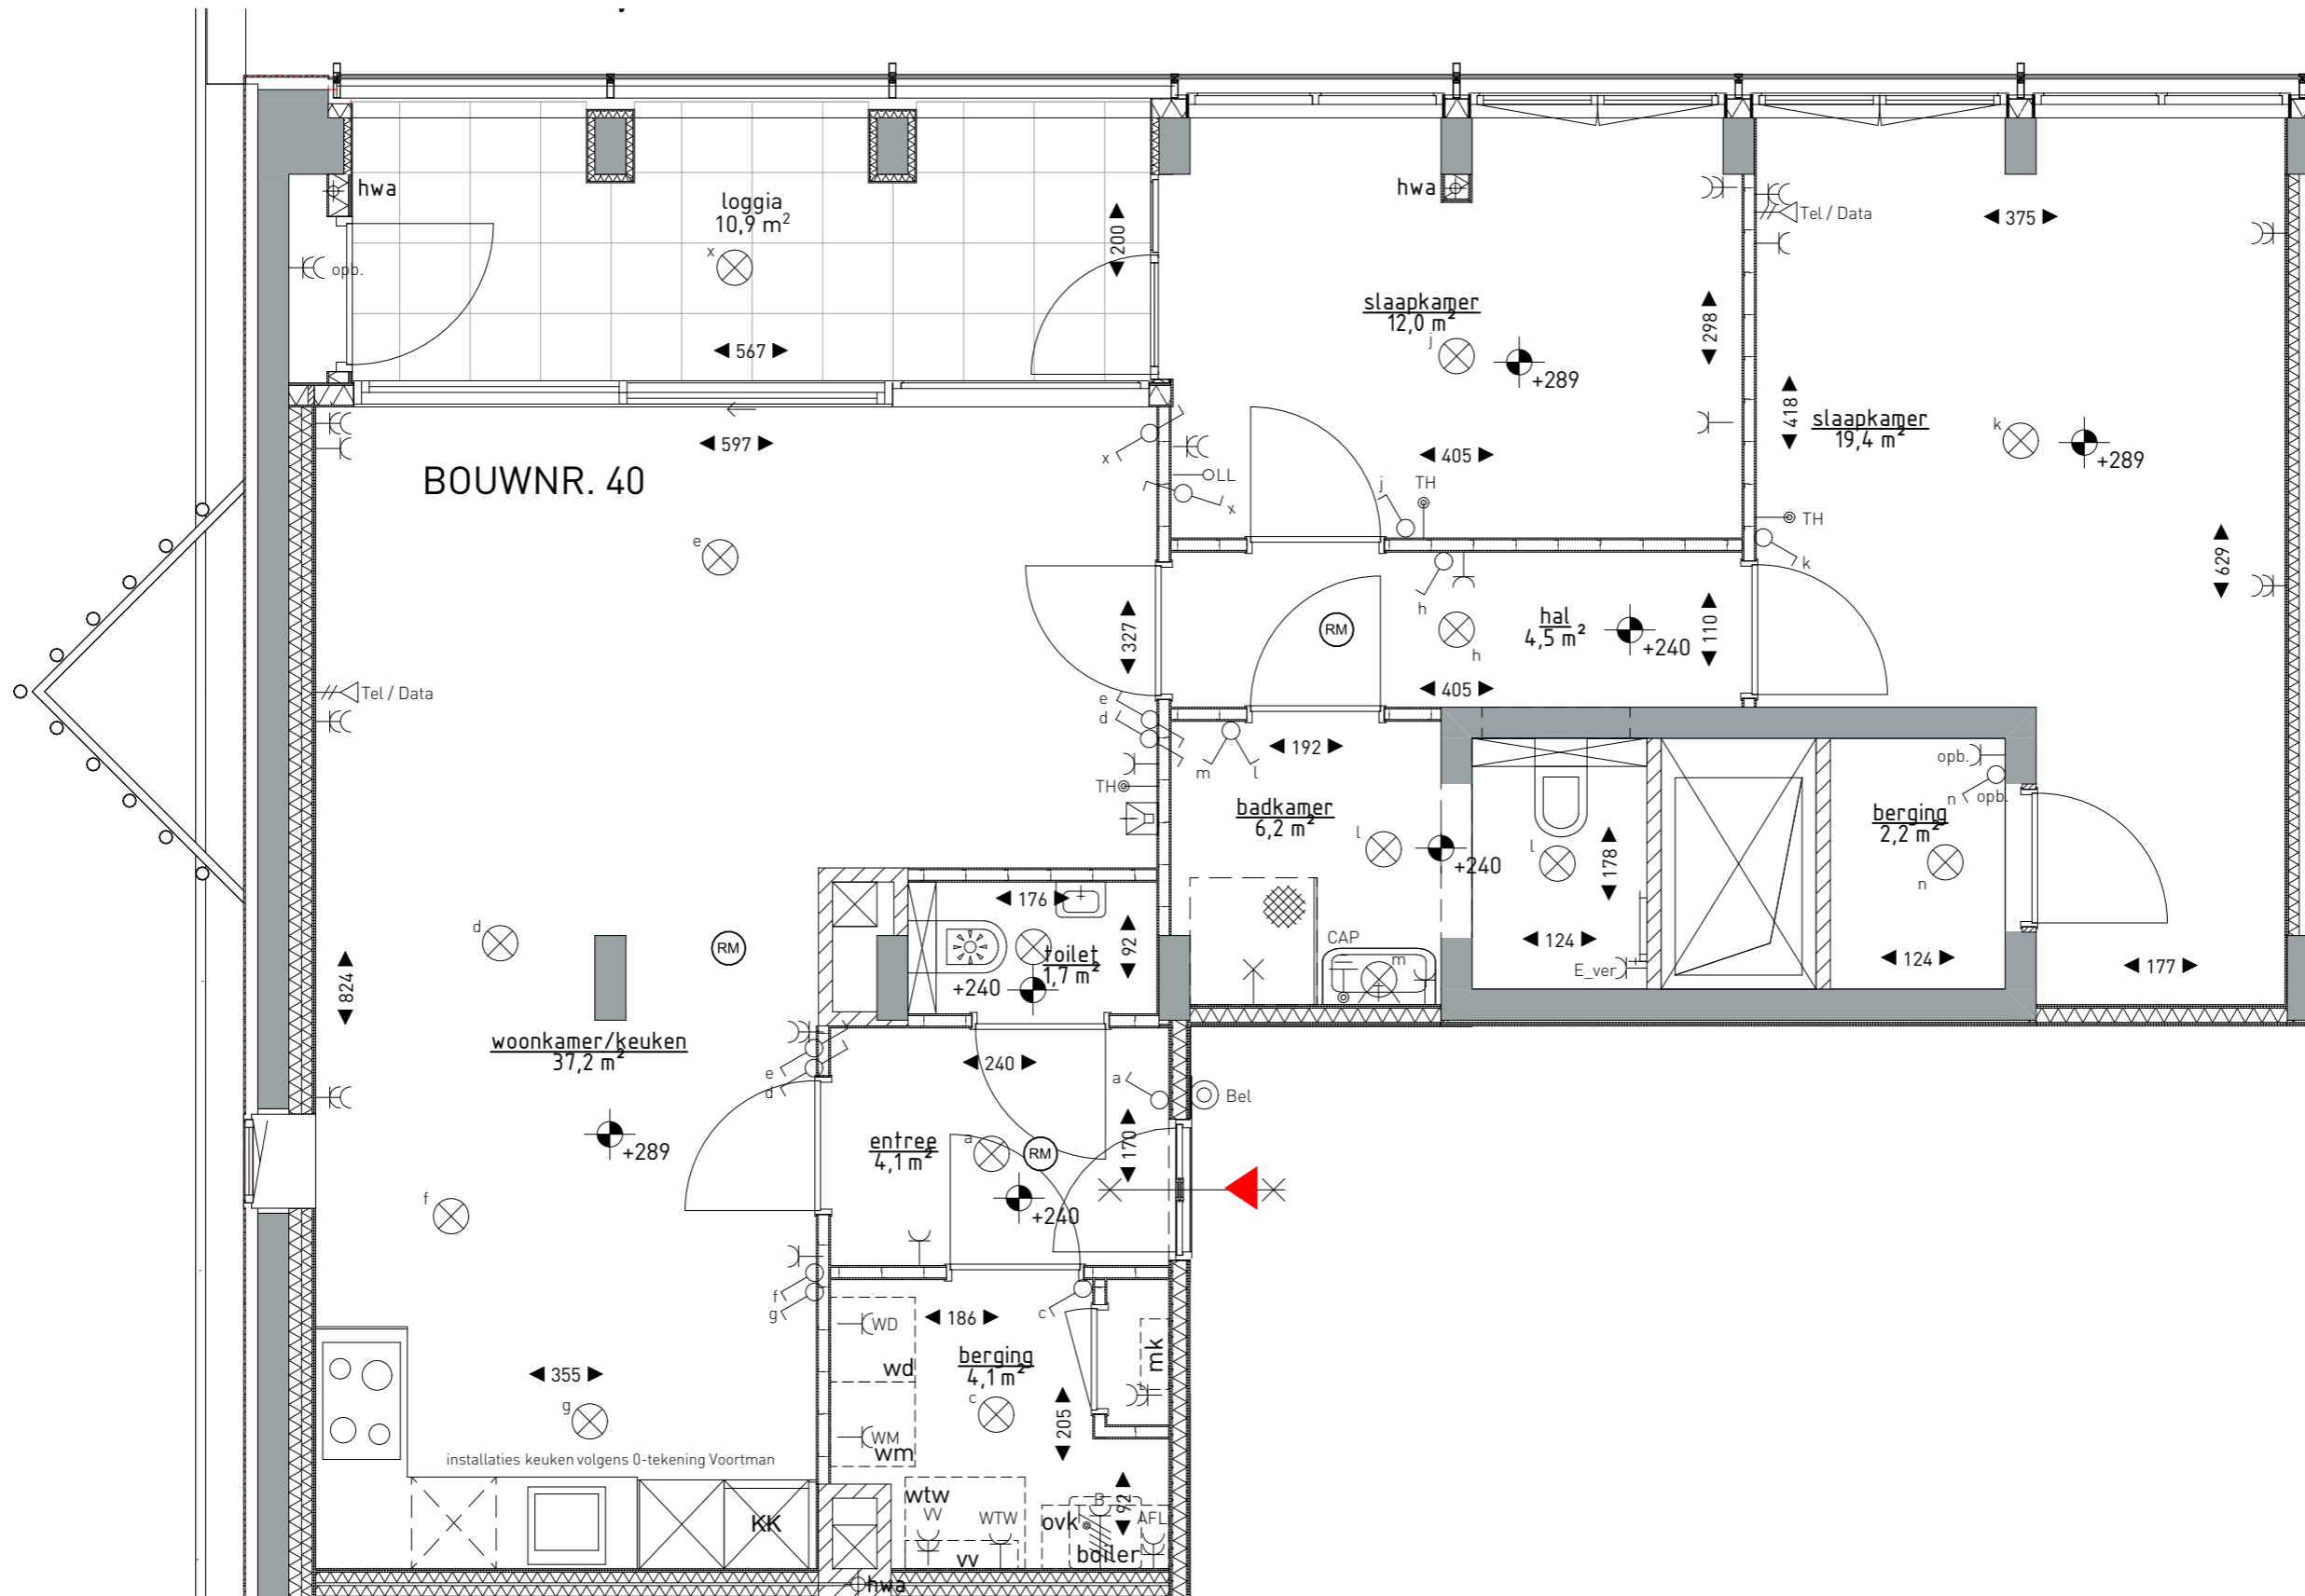 hwa
loggia
10,9 m²
x
200
opb.
567
hwa
Tel / Data
375
slaapkamer
12,0 m²
j
298
+289
405
418
slaapkamer
19,4 m²
k
+289
597
BOUWNR. 40
x
LL
x
j
TH
TH
k
629
e
h
RM
h
hal
4,5 m²
+240
110
327
405
Tel / Data
e
d
m
l
192
TH
badkamer
6,2 m²
l
+240
l
178
124
E_ver
opb.
n
opb.
berging
2,2 m²
n
124
177
CAP
m
d
RM
824
176
toilet
1,7 m²
92
+240
woonkamer/keuken
37,2 m²
+289
e
d
240
a
Bel
170
entree
4,1 m²
a
RM
+240
f
f
g
c
WD
wd
186
berging
4,1 m²
c
mk
205
WM
wm
355
g
installaties keuken volgens 0-tekening Voortman
KK
wtw
VV
WTW
vv
ovk
B
92
AFL
boiler
hwa